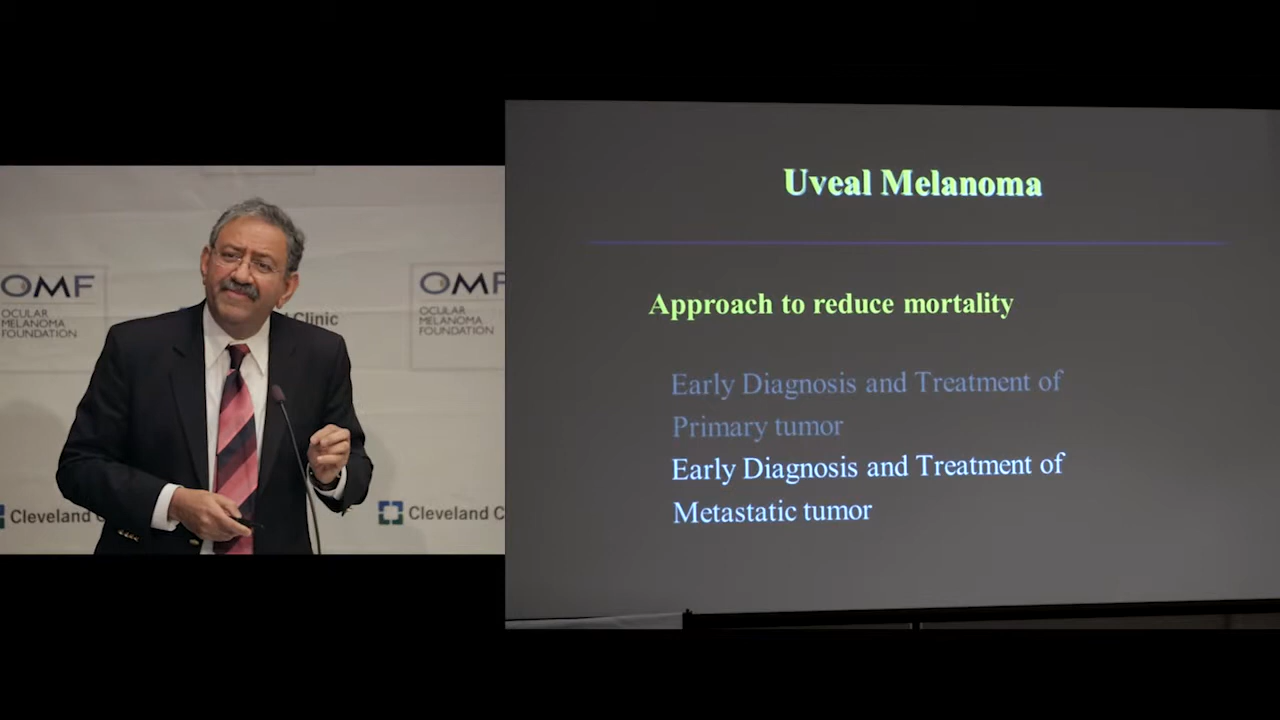 OMF
OCULAR
MELANOMA
FOUNDATION
Clinic
OMF
OCULAR
MELANOMA
FOUNDATION
Cleveland C
Cleveland C
Uveal Melanoma
Approach to reduce mortality
Early Diagnosis and Treatment of
Primary tumor
Early Diagnosis and Treatment of
Metastatic tumor